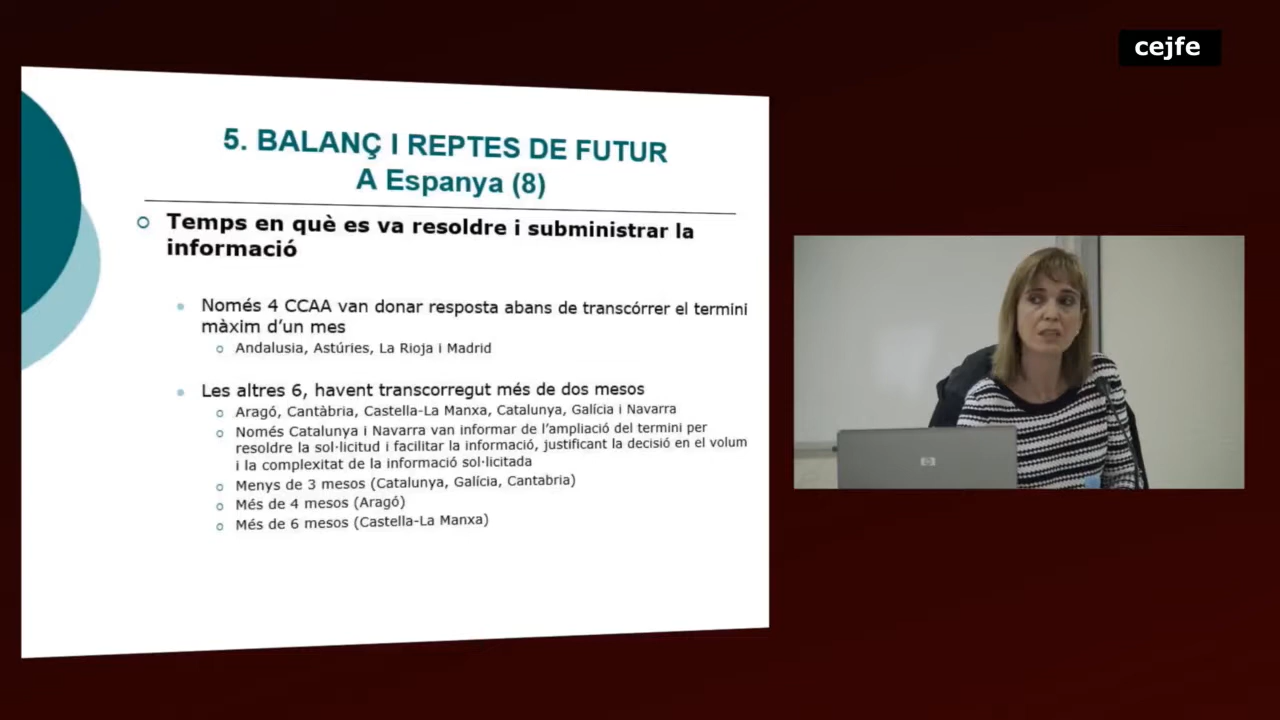 cejfe
5. BALANÇ I REPTES DE FUTUR
A Espanya (8)
Temps en què es va resoldre i subministrar la
informació
Només 4 CCAA van donar resposta abans de transcórrer el termini
màxim d'un mes
Andalusia, Astúries, La Rioja i Madrid
Les altres 6, havent transcorregut més de dos mesos
Aragó, Cantàbria, Castella-La Manxa, Catalunya, Galícia i Navarra
Només Catalunya i Navarra van informar de l'ampliació del termini per
resoldre la sol·licitud i facilitar la informació, justificant la decisió en el volum
i la complexitat de la informació sol·licitada
Menys de 3 mesos (Catalunya, Galícia, Cantabria)
Més de 4 mesos (Aragó)
Més de 6 mesos (Castella-La Manxa)
hp